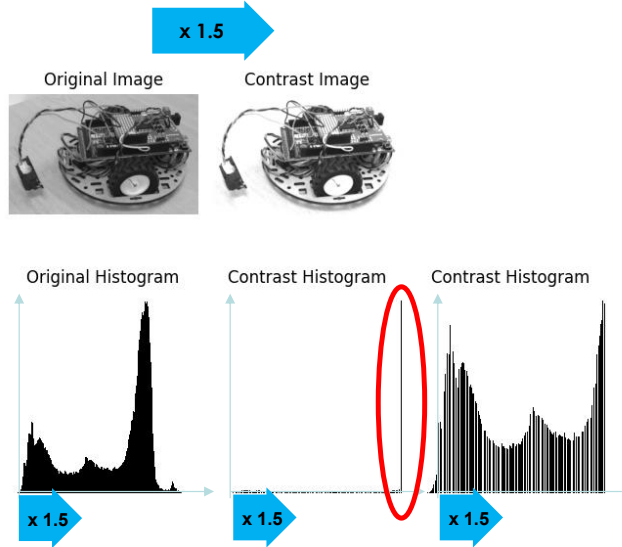 x 1.5
Original Image
Contrast Image
Original Histogram
Contrast Histogram
Contrast Histogram
x 1.5
x 1.5
x 1.5